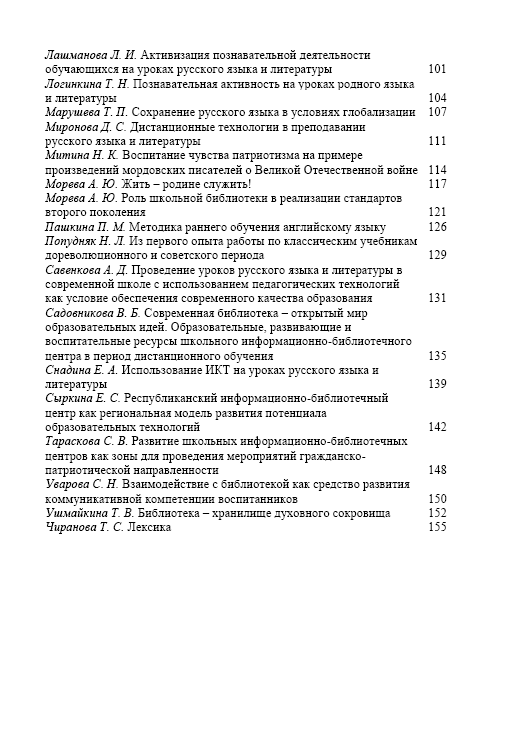 Лашманова Л. И. Активизация познавательной деятельности
обучающихся на уроках русского языка и литературы 101
Логинкина Т. Н. Познавательная активность на уроках родного языка
и литературы 104
Марушева Т. П. Сохранение русского языка в условиях глобализации 107
Миронова Д. С. Дистанционные технологии в преподавании
русского языка и литературы 111
Митина Н. К. Воспитание чувства патриотизма на примере
произведений мордовских писателей о Великой Отечественной войне 114
Морева А. Ю. Жить – родине служить! 117
Морева А. Ю. Роль школьной библиотеки в реализации стандартов
второго поколения 121
Пашкина П. М. Методика раннего обучения английскому языку 126
Попудняк Н. Л. Из первого опыта работы по классическим учебникам
дореволюционного и советского периода 129
Савенкова А. Д. Проведение уроков русского языка и литературы в
современной школе с использованием педагогических технологий
как условие обеспечения современного качества образования 131
Садовникова В. Б. Современная библиотека – открытый мир
образовательных идей. Образовательные, развивающие и
воспитательные ресурсы школьного информационно-библиотечного
центра в период дистанционного обучения 135
Снадина Е. А. Использование ИКТ на уроках русского языка и
литературы 139
Сыркина Е. С. Республиканский информационно-библиотечный
центр как региональная модель развития потенциала
образовательных технологий 142
Тараскова С. В. Развитие школьных информационно-библиотечных
центров как зоны для проведения мероприятий гражданско-
патриотической направленности 148
Уварова С. Н. Взаимодействие с библиотекой как средство развития
коммуникативной компетенции воспитанников 150
Ушмайкина Т. В. Библиотека – хранилище духовного сокровища 152
Чиранова Т. С. Лексика 155